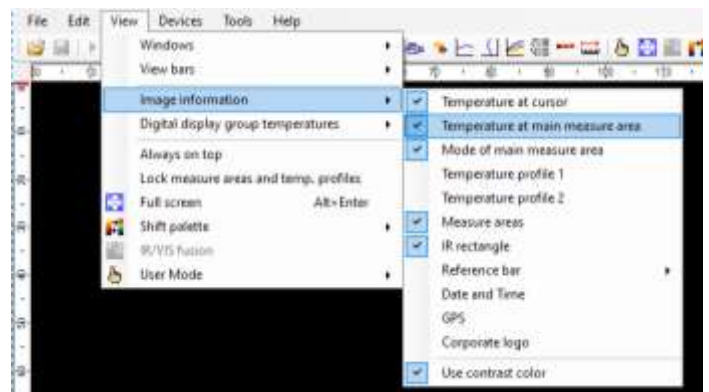 File Edit View Devices Tools Help
Windows
View bars
Image information
Digital display group temperatures
Always on top
Lock measure areas and temp. profiles
Full screen Alt+Enter
Shift palette
IR/VIS fusion
User Mode
Temperature at cursor
Temperature at main measure area
Mode of main measure area
Temperature profile 1
Temperature profile 2
Measure areas
IR rectangle
Reference bar
Date and Time
GPS
Corporate logo
Use contrast color